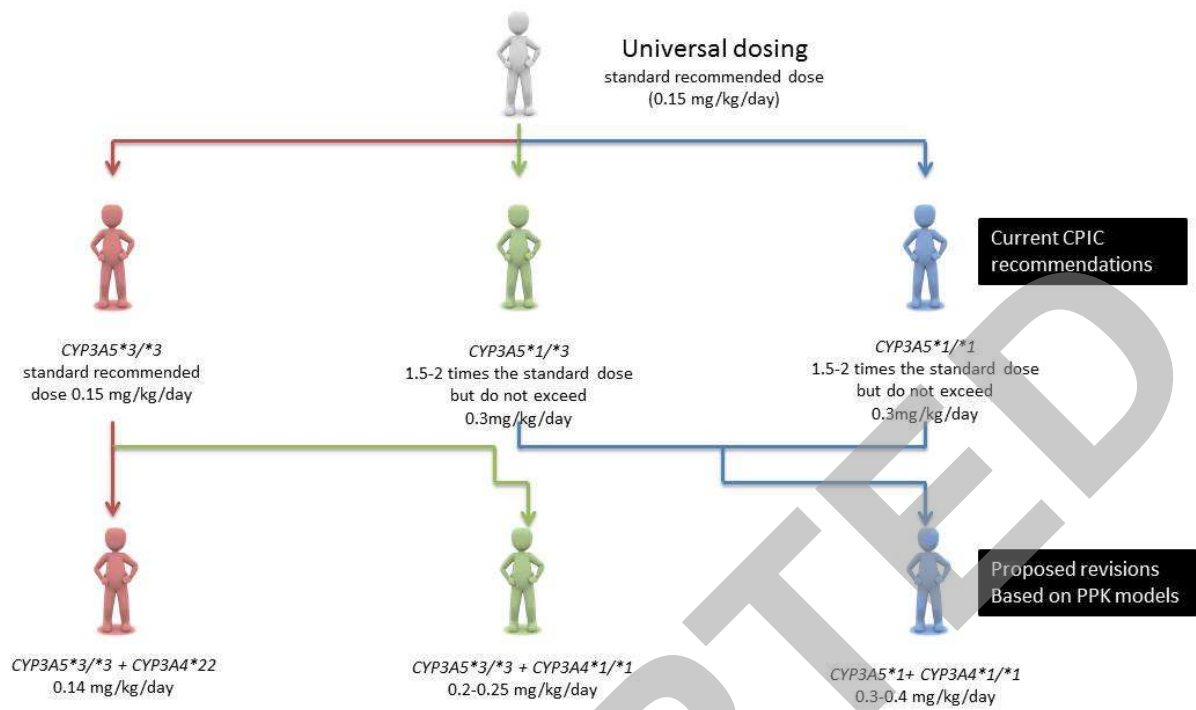 Universal dosing
standard recommended dose
(0.15 mg/kg/day)
Current CPIC
recommendations
CYP3A5*3/*3
standard recommended
dose 0.15 mg/kg/day
CYP3A5*1/*3
1.5-2 times the standard dose
but do not exceed
0.3mg/kg/day
CYP3A5*1/*1
1.5-2 times the standard dose
but do not exceed
0.3mg/kg/day
Proposed revisions
Based on PPK models
CYP3A5*3/*3 + CYP3A4*22
0.14 mg/kg/day
CYP3A5*3/*3 + CYP3A4*1/*1
0.2-0.25 mg/kg/day
CYP3A5*1+ CYP3A4*1/*1
0.3-0.4 mg/kg/day
PTED